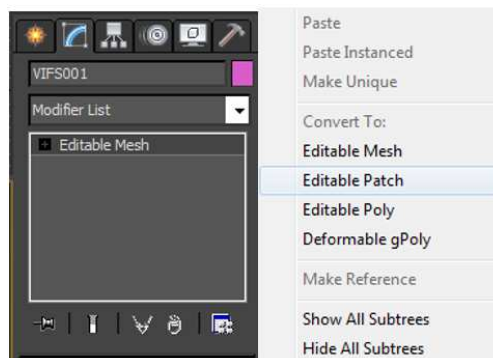 VIFS001
Modifier List
Editable Mesh
Paste
Paste Instanced
Make Unique
Convert To:
Editable Mesh
Editable Patch
Editable Poly
Deformable gPoly
Make Reference
Show All Subtrees
Hide All Subtrees